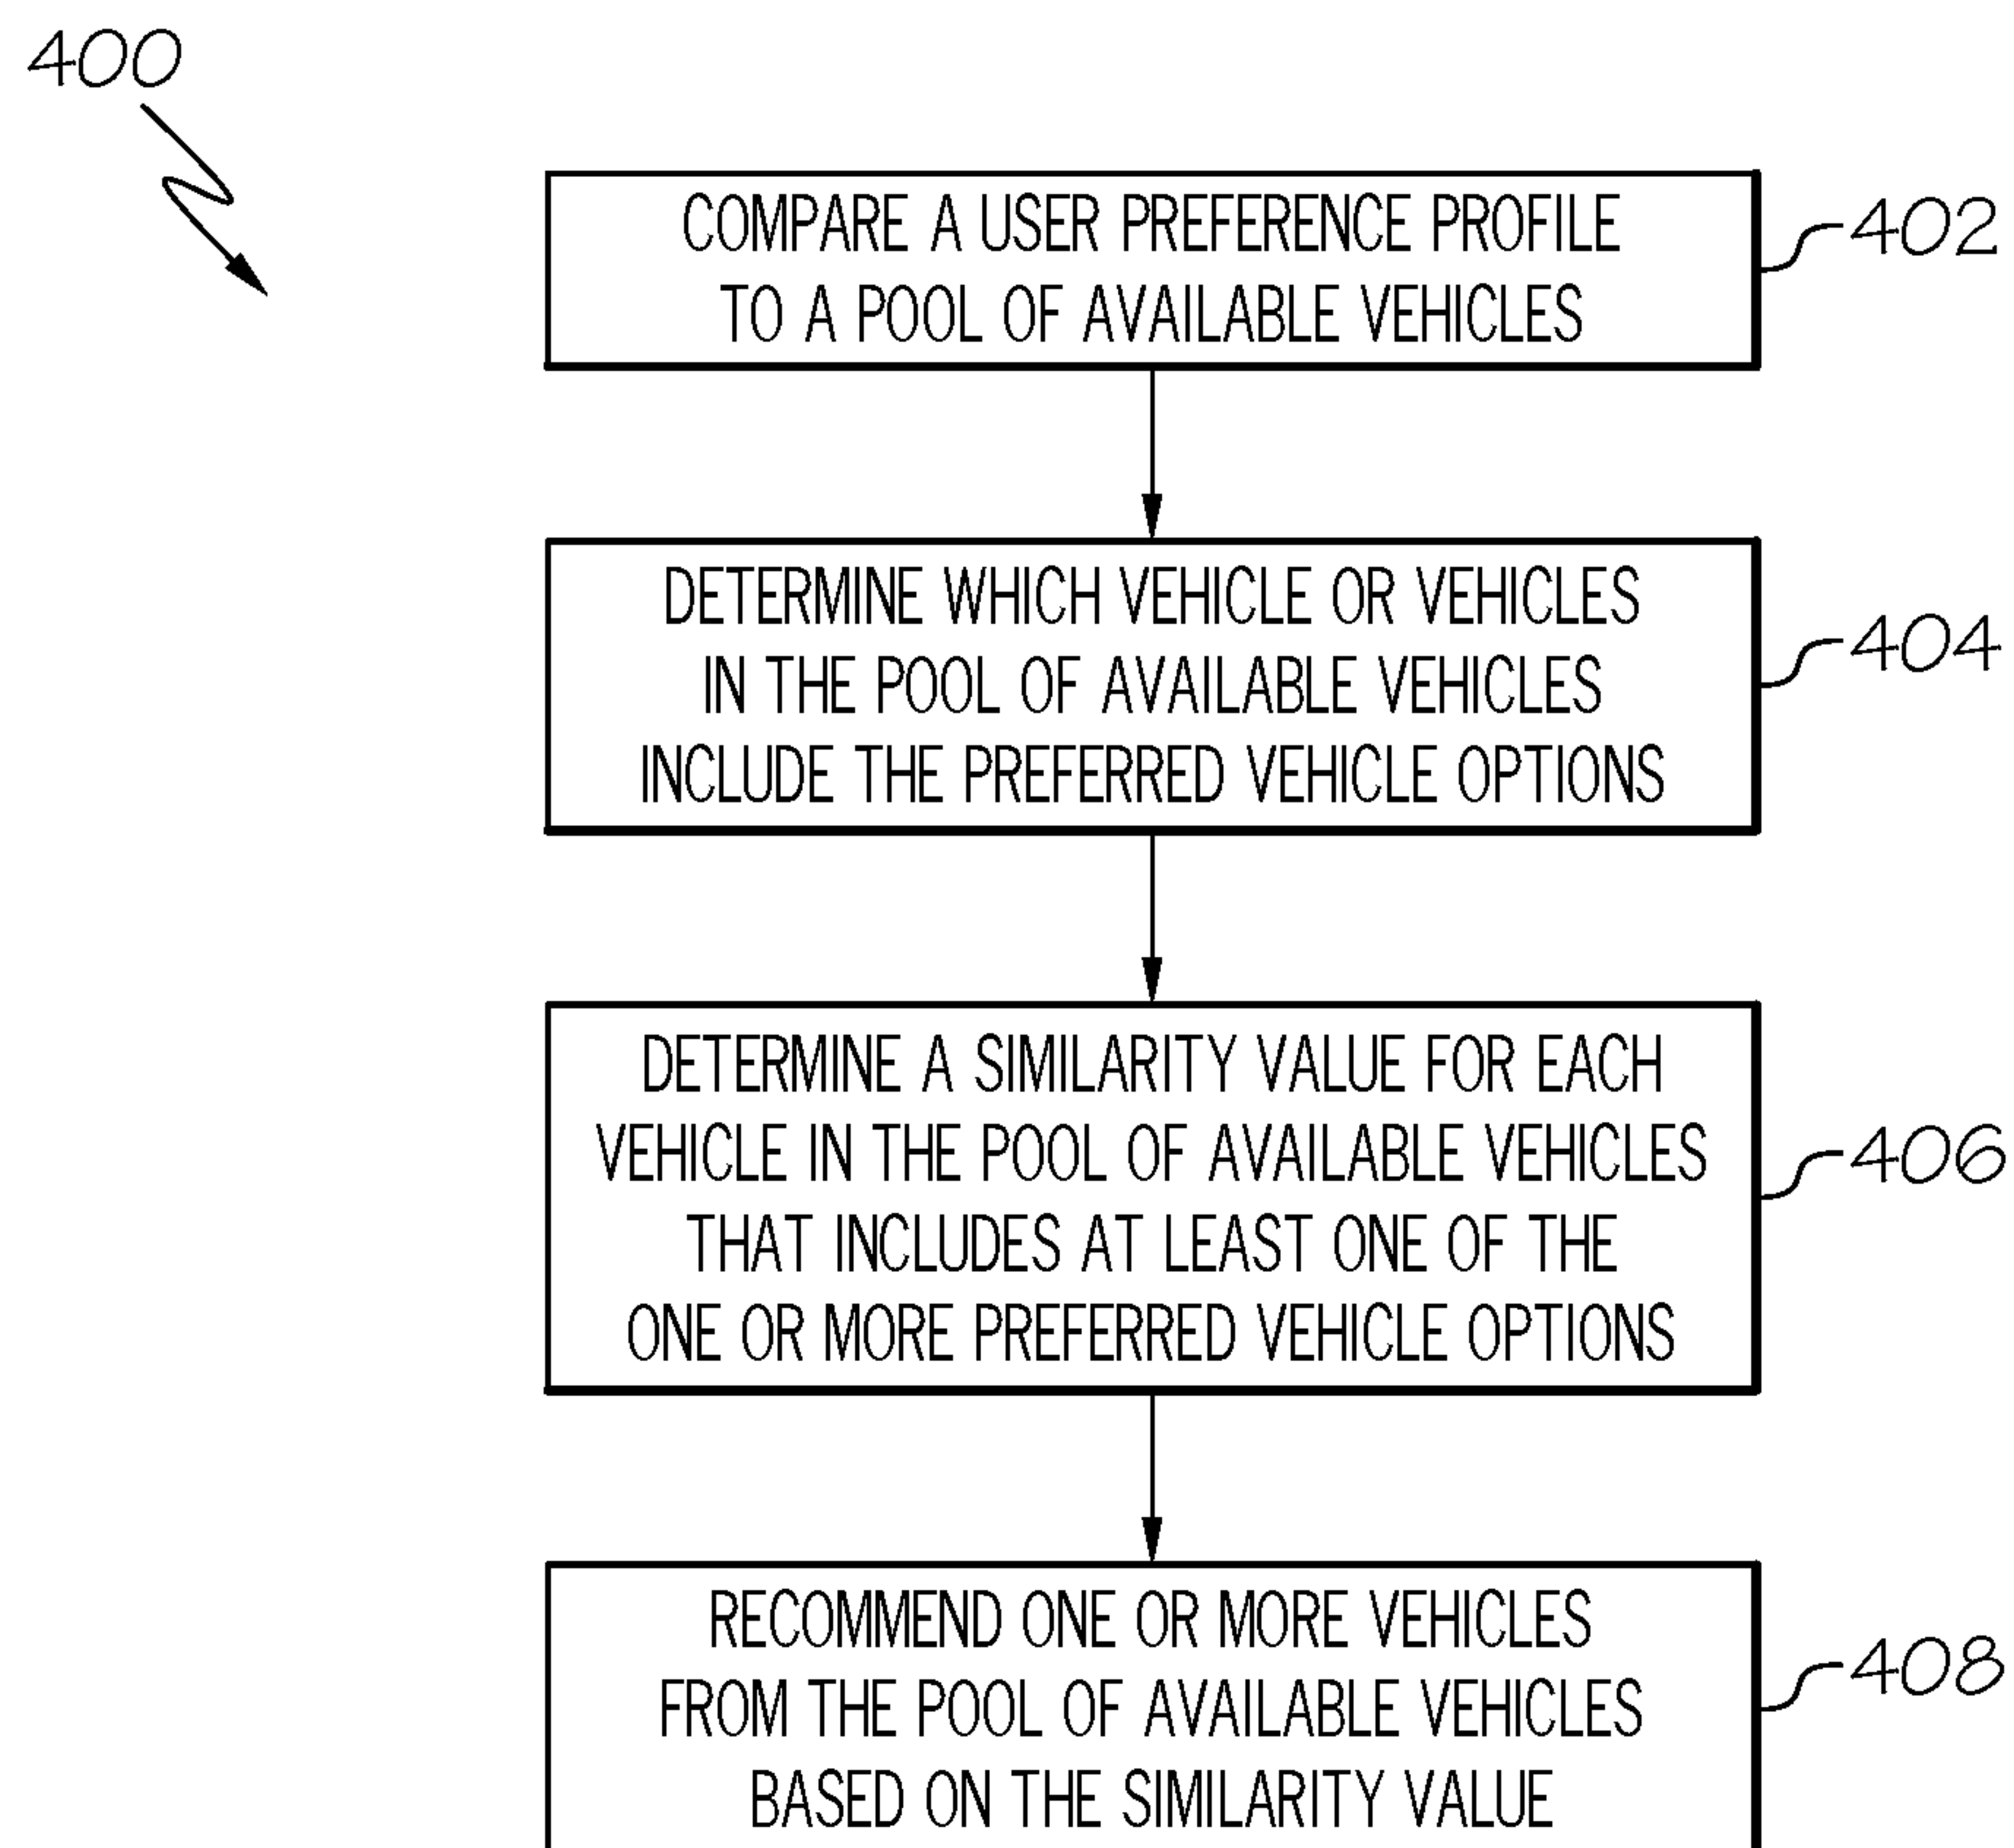 400
COMPARE A USER PREFERENCE PROFILE
TO A POOL OF AVAILABLE VEHICLES
402
DETERMINE WHICH VEHICLE OR VEHICLES
IN THE POOL OF AVAILABLE VEHICLES
INCLUDE THE PREFERRED VEHICLE OPTIONS
404
DETERMINE A SIMILARITY VALUE FOR EACH
VEHICLE IN THE POOL OF AVAILABLE VEHICLES
THAT INCLUDES AT LEAST ONE OF THE
ONE OR MORE PREFERRED VEHICLE OPTIONS
406
RECOMMEND ONE OR MORE VEHICLES
FROM THE POOL OF AVAILABLE VEHICLES
BASED ON THE SIMILARITY VALUE
408